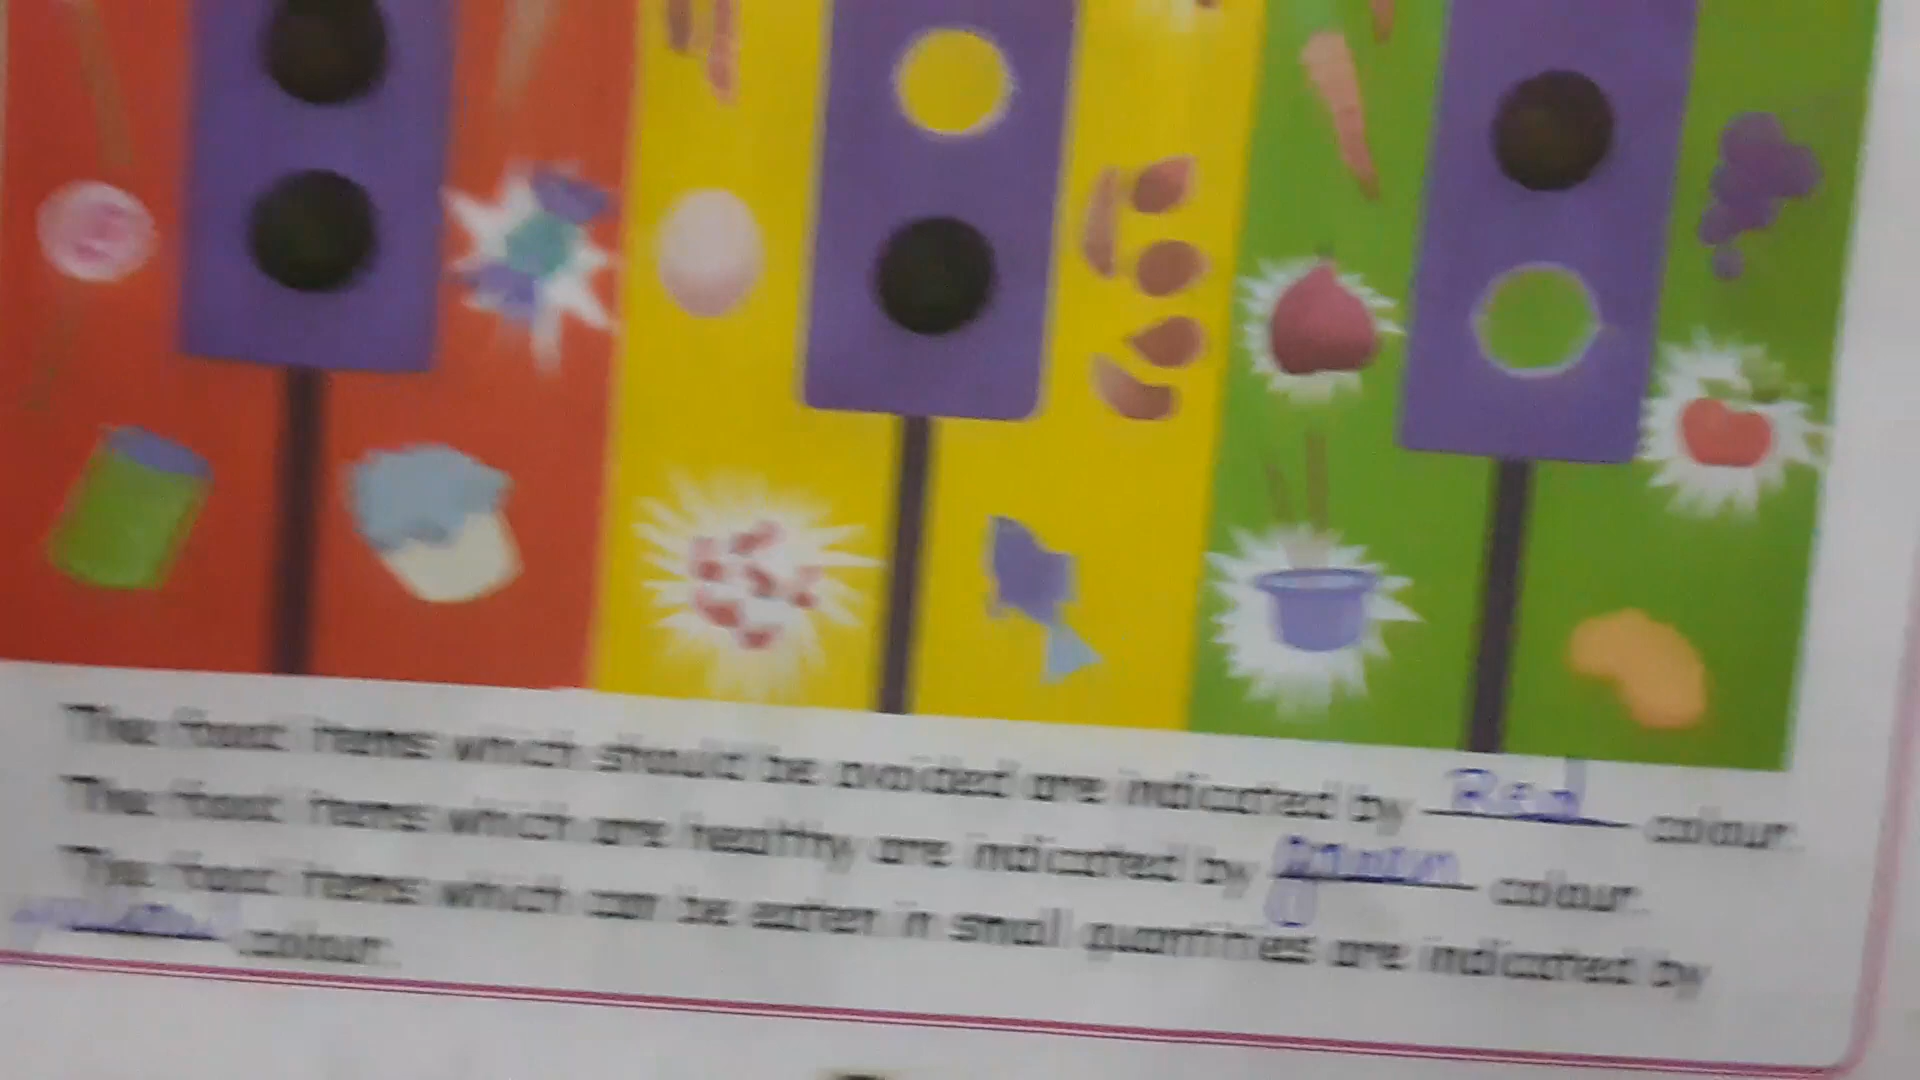 The food items which should be avoided are indicated by Red colour.
The food items which are healthy are indicated by green colour.
The food items which can be eaten in small quantities are indicated by
colour.